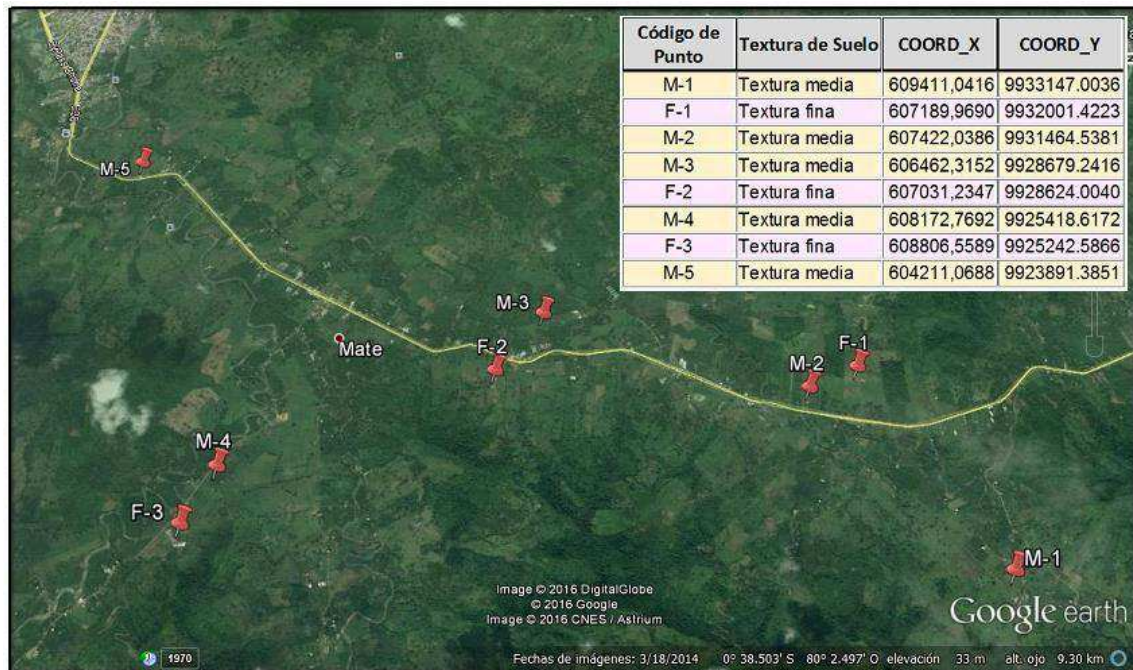 Código de Punto Textura de Suelo COORD_X COORD_Y
M-1 Textura media 609411,0416 9933147.0036
F-1 Textura fina 607189,9690 9932001.4223
M-2 Textura media 607422,0386 9931464.5381
M-3 Textura media 606462,3152 9928679.2416
F-2 Textura fina 607031,2347 9928624.0040
M-4 Textura media 608172,7692 9925418.6172
F-3 Textura fina 608806,5589 9925242.5866
M-5 Textura media 604211,0688 9923891.3851
M-5
M-3
Mate
F-2
F-1
M-2
M-4
F-3
M-1
Image © 2016 DigitalGlobe
© 2016 Google
Image © 2016 CNES / Astrium
Google earth
1970
Fechas de imágenes: 3/18/2014 0º 38.503' S 80º 2.497' O elevación 33 m alt. ojo 9.30 km